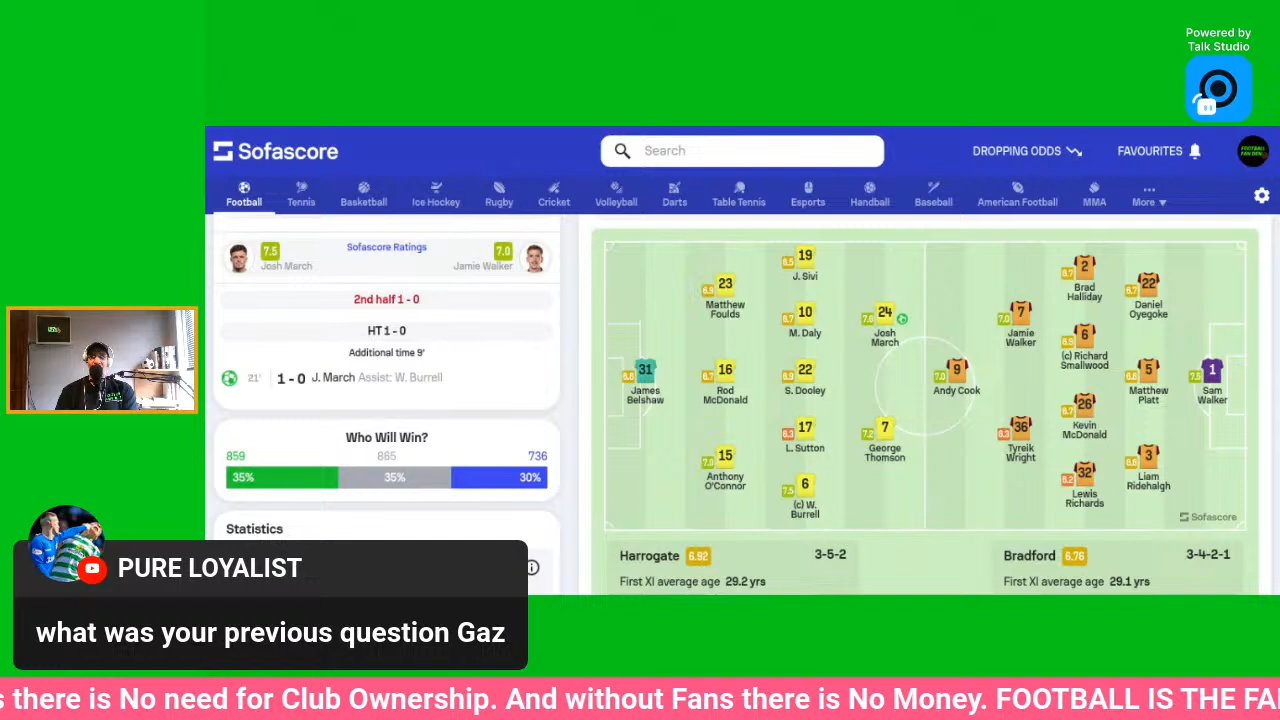 Powered by
Talk Studio
Sofascore
Search
DROPPING ODDS
FAVOURITES
Football
Tennis
Basketball
Ice Hockey
Rugby
Cricket
Volleyball
Darts
Table Tennis
Esports
Handball
Baseball
American Football
MMA
More
7.5
Josh March
Sofascore Ratings
7.0
Jamie Walker
2nd half 1 - 0
HT 1 - 0
Additional time 9'
21' 1 - 0 J. March Assist: W. Burrell
Who Will Win?
859 865 736
35% 35% 30%
Statistics
31
James
Belshaw
23
Matthew
Foulds
16
Rod
McDonald
15
Anthony
O'Connor
19
J. Sivi
10
M. Daly
22
S. Dooley
17
L. Sutton
7.5
6
(c) W.
Burrell
24
Josh
March
7
George
Thomson
7.0
9
Andy Cook
7.0
7
Jamie
Walker
36
Tyreik
Wright
2
Brad
Halliday
6
(c) Richard
Smallwood
26
Kevin
McDonald
32
Lewis
Richards
22
Daniel
Oyegoke
5
Matthew
Platt
3
Liam
Ridehalgh
7.5
1
Sam
Walker
Sofascore
Harrogate 6.92 3-5-2
First XI average age 29.2 yrs
Bradford 6.76 3-4-2-1
First XI average age 29.1 yrs
PURE LOYALIST
what was your previous question Gaz
s there is No need for Club Ownership. And without Fans there is No Money. FOOTBALL IS THE FA